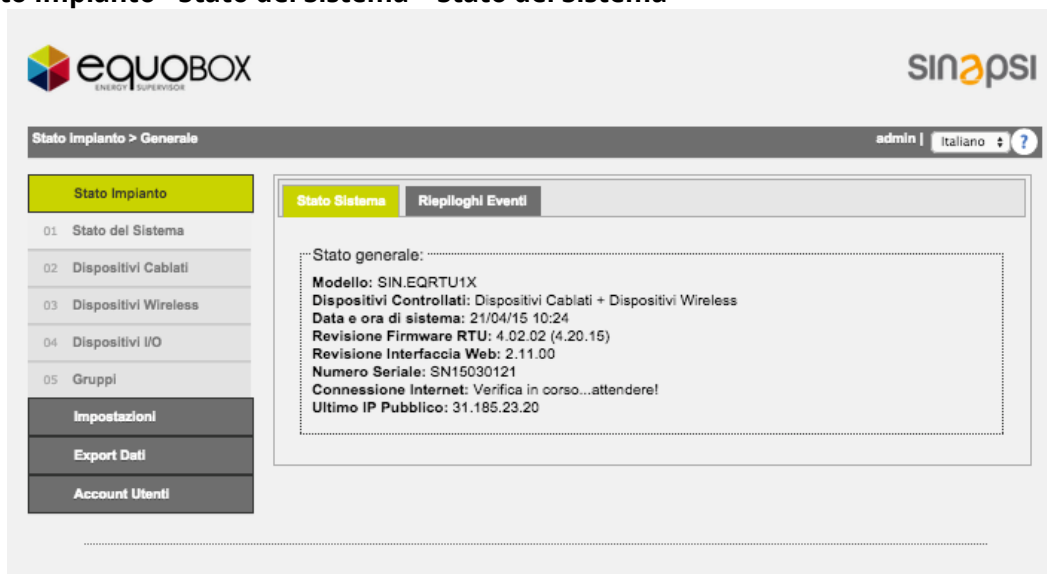 Stato del Sistema - Stato del Sistema
equoBOX
ENERGY SUPERVISOR
sinapsi
Stato Impianto > Generale
admin | Italiano ?
Stato Impianto
01 Stato del Sistema
02 Dispositivi Cablati
03 Dispositivi Wireless
04 Dispositivi I/O
05 Gruppi
Impostazioni
Export Dati
Account Utenti
Stato Sistema Riepiloghi Eventi
Stato generale:
Modello: SIN.EQRTU1X
Dispositivi Controllati: Dispositivi Cablati + Dispositivi Wireless
Data e ora di sistema: 21/04/15 10:24
Revisione Firmware RTU: 4.02.02 (4.20.15)
Revisione Interfaccia Web: 2.11.00
Numero Seriale: SN15030121
Connessione Internet: Verifica in corso...attendere!
Ultimo IP Pubblico: 31.185.23.20